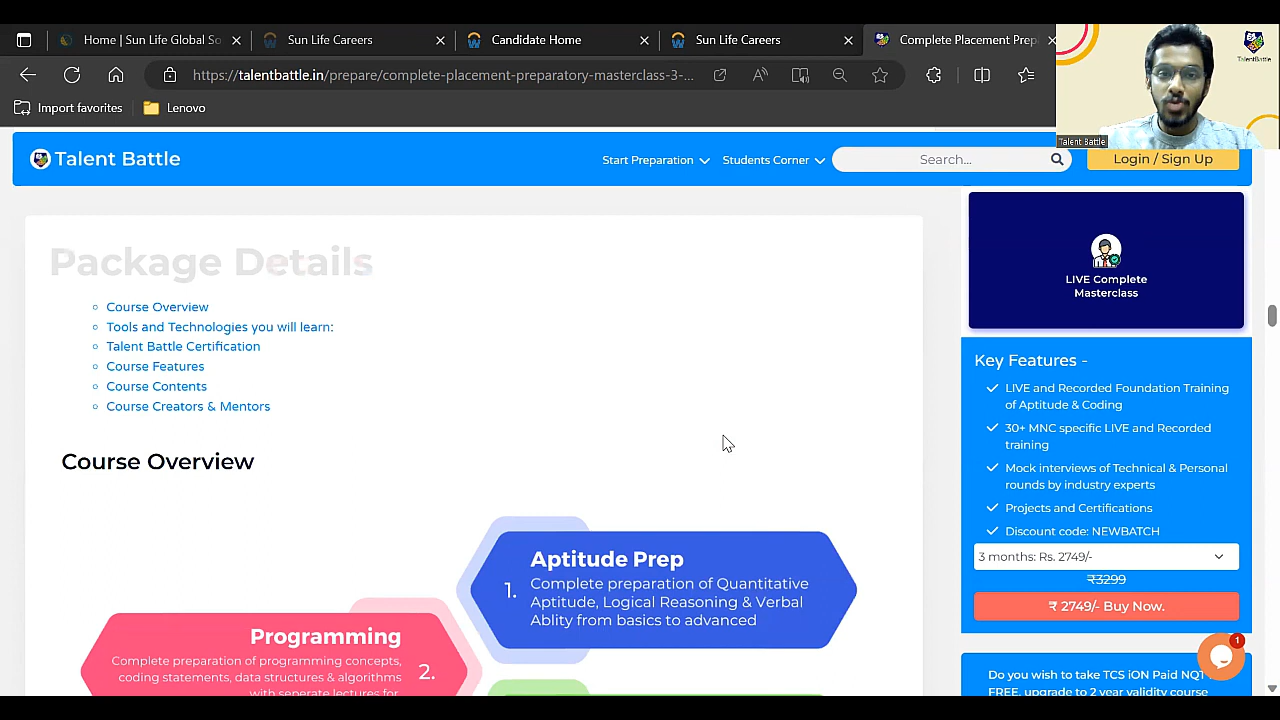 Home | Sun Life Global So
Sun Life Careers
Candidate Home
Sun Life Careers
Complete Placement Prep
TalentBattle
https://talentbattle.in/prepare/complete-placement-preparatory-masterclass-3-...
Import favorites
Lenovo
Talent Battle
Talent Battle
Start Preparation
Students Corner
Search...
Login / Sign Up
Package Details
Course Overview
Tools and Technologies you will learn:
Talent Battle Certification
Course Features
Course Contents
Course Creators & Mentors
Course Overview
1.
Aptitude Prep
Complete preparation of Quantitative
Aptitude, Logical Reasoning & Verbal
Ablity from basics to advanced
Programming
Complete preparation of programming concepts,
coding statements, data structures & algorithms
with seperate lectures for
2.
LIVE Complete
Masterclass
Key Features -
LIVE and Recorded Foundation Training
of Aptitude & Coding
30+ MNC specific LIVE and Recorded
training
Mock interviews of Technical & Personal
rounds by industry experts
Projects and Certifications
Discount code: NEWBATCH
3 months: Rs. 2749/-
₹3299
₹ 2749/- Buy Now.
1
Do you wish to take TCS iON Paid NQT
FREE, upgrade to 2 year validity course